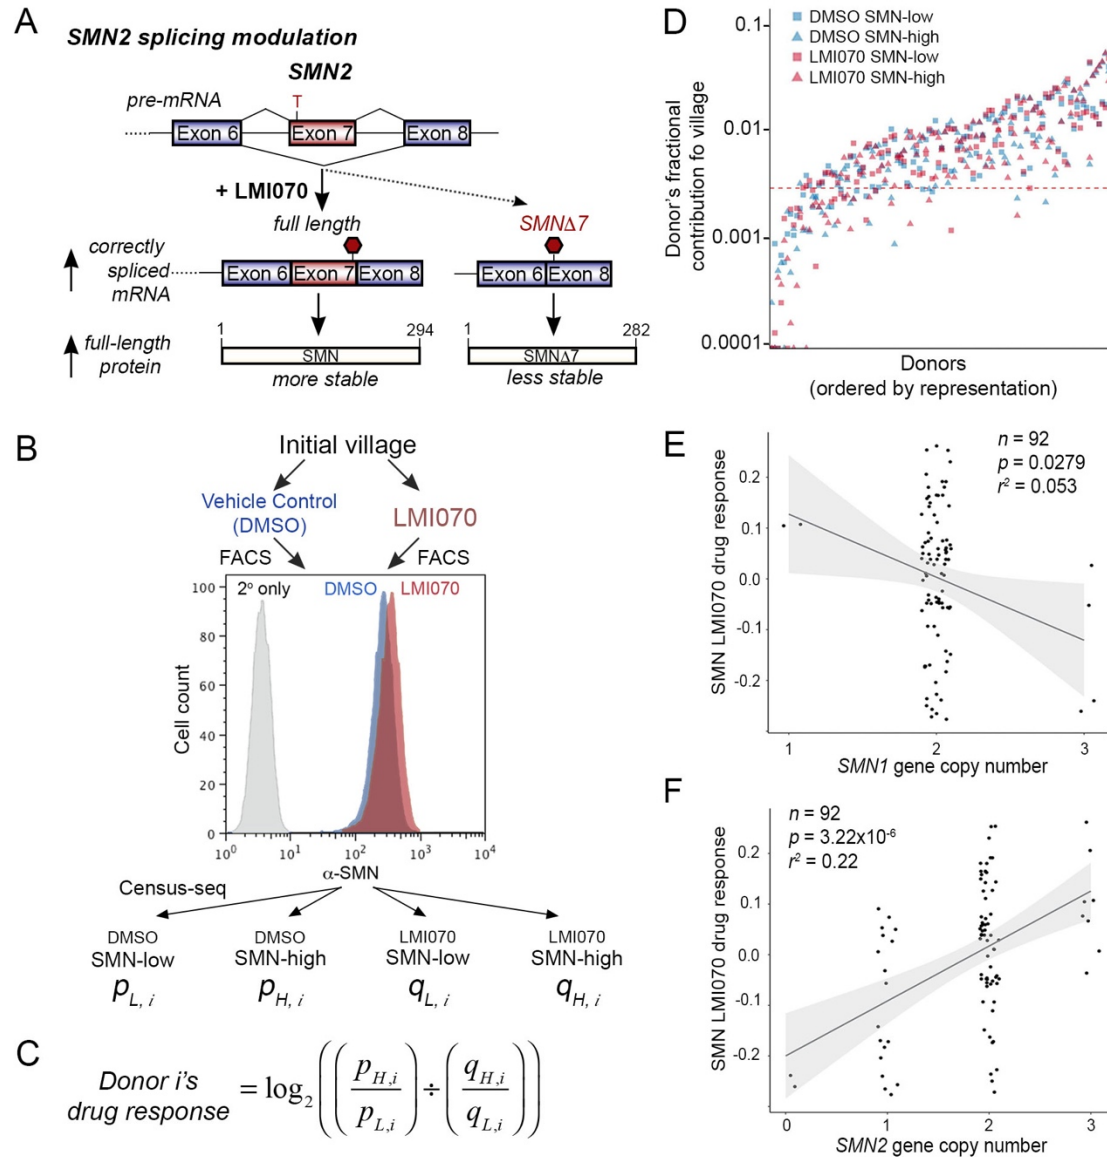 A
SMN2 splicing modulation
SMN2
T
pre-mRNA
Exon 6 Exon 7 Exon 8
+ LMI070
full length
SMNΔ7
correctly
spliced
mRNA
Exon 6 Exon 7 Exon 8
Exon 6 Exon 8
full-length
protein
1 294
SMN
more stable
1 282
SMNΔ7
less stable
B
Initial village
Vehicle Control
(DMSO)
LMI070
FACS FACS
2º only DMSO LMI070
Cell count
100
80
60
40
20
0
10⁰ 10¹ 10² 10³ 10⁴
α-SMN
Census-seq
DMSO
SMN-low
p L, i
DMSO
SMN-high
p H, i
LMI070
SMN-low
q L, i
LMI070
SMN-high
q H, i
C
Donor i's
drug response
= log₂(((p H,i / p L,i) ÷ (q H,i / q L,i)))
D
DMSO SMN-low
DMSO SMN-high
LMI070 SMN-low
LMI070 SMN-high
Donor's fractional
contribution fo village
0.1
0.01
0.001
0.0001
Donors
(ordered by representation)
E
n = 92
p = 0.0279
r² = 0.053
SMN LMI070 drug response
0.2
0.1
0.0
-0.1
-0.2
1 2 3
SMN1 gene copy number
F
n = 92
p = 3.22x10⁻⁶
r² = 0.22
SMN LMI070 drug response
0.2
0.1
0.0
-0.1
-0.2
0 1 2 3
SMN2 gene copy number